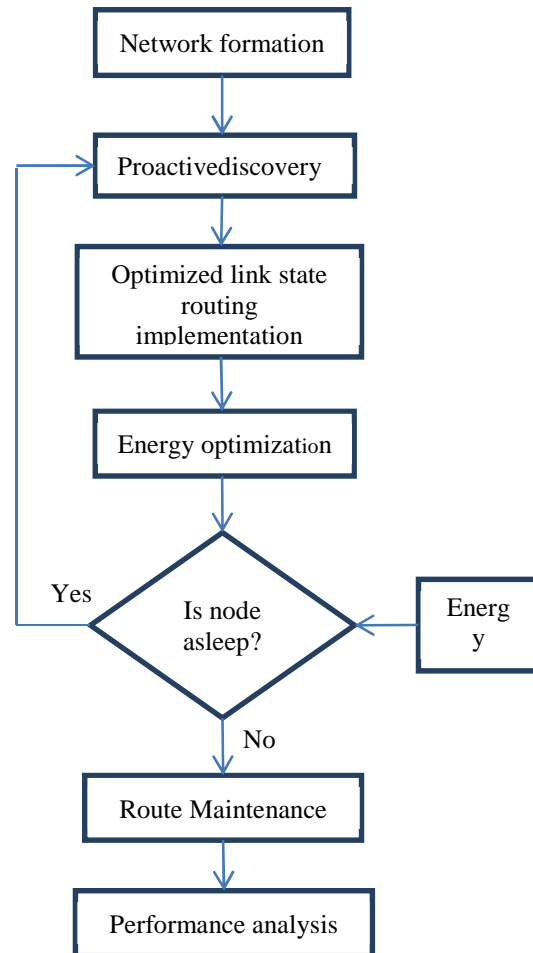 Network formation
Proactivediscovery
Optimized link state
routing
implementation
Energy optimization
Yes
Is node
asleep?
Energ
y
No
Route Maintenance
Performance analysis